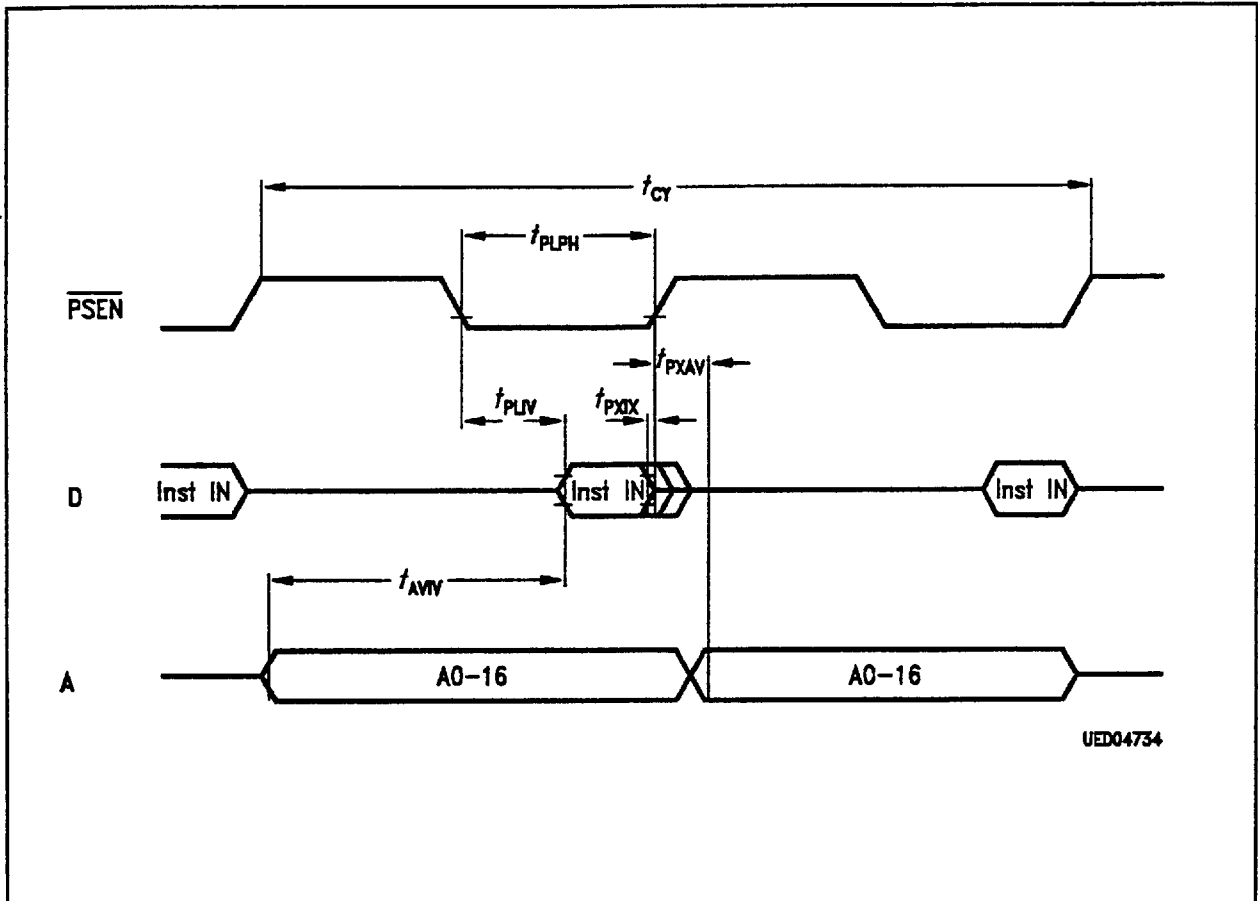 tCY
tPLPH
PSEN
tPXAV
tPLIV
tPXIX
D
Inst IN
Inst IN
Inst IN
tAVIV
A
A0-16
A0-16
UED04734